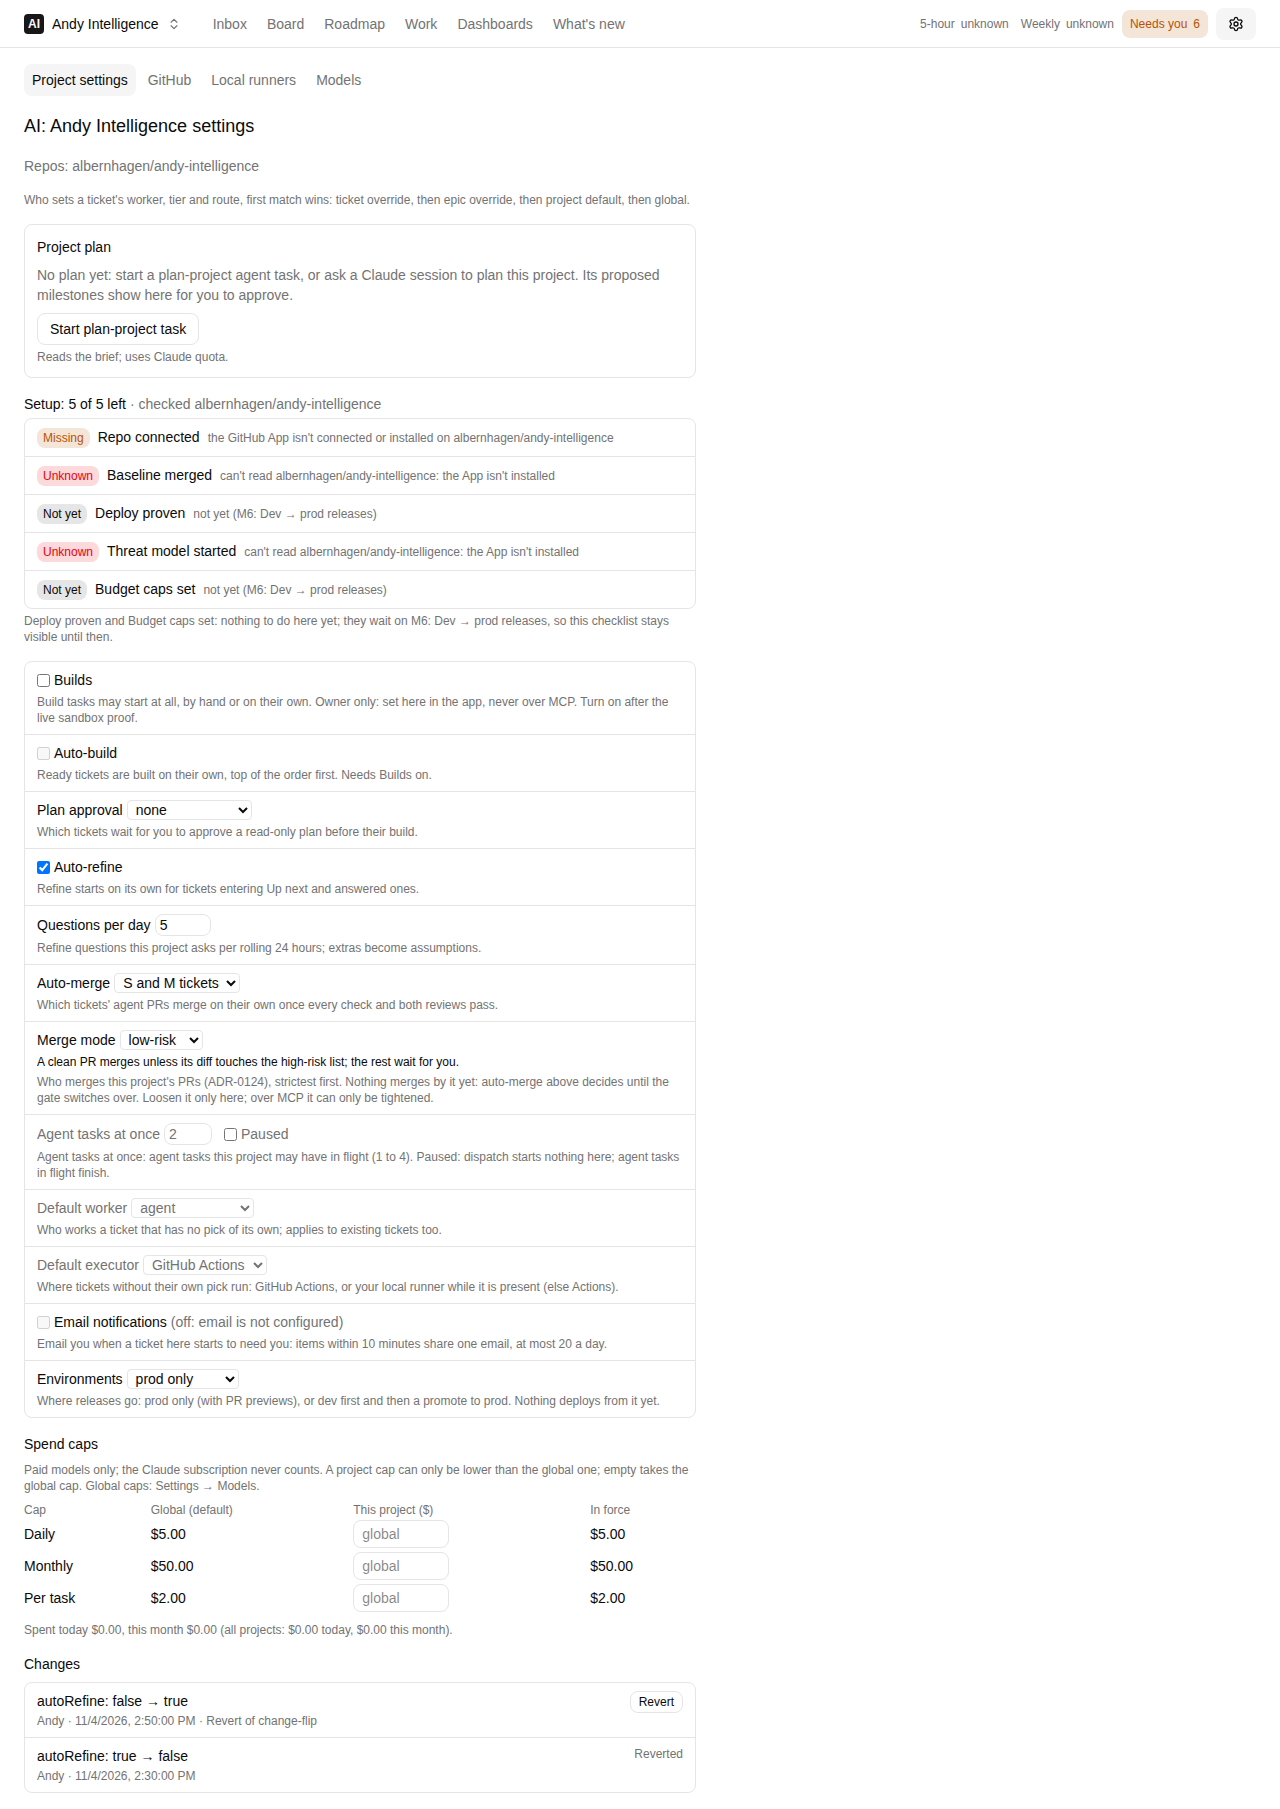 AI Andy Intelligence Inbox Board Roadmap Work Dashboards What's new 5-hour unknown Weekly unknown Needs you 6
Project settings GitHub Local runners Models
AI: Andy Intelligence settings
Repos: albernhagen/andy-intelligence
Who sets a ticket's worker, tier and route, first match wins: ticket override, then epic override, then project default, then global.
Project plan
No plan yet: start a plan-project agent task, or ask a Claude session to plan this project. Its proposed
milestones show here for you to approve.
Start plan-project task
Reads the brief; uses Claude quota.
Setup: 5 of 5 left · checked albernhagen/andy-intelligence
Missing Repo connected the GitHub App isn't connected or installed on albernhagen/andy-intelligence
Unknown Baseline merged can't read albernhagen/andy-intelligence: the App isn't installed
Not yet Deploy proven not yet (M6: Dev → prod releases)
Unknown Threat model started can't read albernhagen/andy-intelligence: the App isn't installed
Not yet Budget caps set not yet (M6: Dev → prod releases)
Deploy proven and Budget caps set: nothing to do here yet; they wait on M6: Dev → prod releases, so this checklist stays
visible until then.
Builds
Build tasks may start at all, by hand or on their own. Owner only: set here in the app, never over MCP. Turn on after the
live sandbox proof.
Auto-build
Ready tickets are built on their own, top of the order first. Needs Builds on.
Plan approval none
Which tickets wait for you to approve a read-only plan before their build.
Auto-refine
Refine starts on its own for tickets entering Up next and answered ones.
Questions per day 5
Refine questions this project asks per rolling 24 hours; extras become assumptions.
Auto-merge S and M tickets
Which tickets' agent PRs merge on their own once every check and both reviews pass.
Merge mode low-risk
A clean PR merges unless its diff touches the high-risk list; the rest wait for you.
Who merges this project's PRs (ADR-0124), strictest first. Nothing merges by it yet: auto-merge above decides until the
gate switches over. Loosen it only here; over MCP it can only be tightened.
Agent tasks at once 2 Paused
Agent tasks at once: agent tasks this project may have in flight (1 to 4). Paused: dispatch starts nothing here; agent tasks
in flight finish.
Default worker agent
Who works a ticket that has no pick of its own; applies to existing tickets too.
Default executor GitHub Actions
Where tickets without their own pick run: GitHub Actions, or your local runner while it is present (else Actions).
Email notifications (off: email is not configured)
Email you when a ticket here starts to need you: items within 10 minutes share one email, at most 20 a day.
Environments prod only
Where releases go: prod only (with PR previews), or dev first and then a promote to prod. Nothing deploys from it yet.
Spend caps
Paid models only; the Claude subscription never counts. A project cap can only be lower than the global one; empty takes the
global cap. Global caps: Settings → Models.
Cap Global (default) This project ($) In force
Daily $5.00 global $5.00
Monthly $50.00 global $50.00
Per task $2.00 global $2.00
Spent today $0.00, this month $0.00 (all projects: $0.00 today, $0.00 this month).
Changes
autoRefine: false → true Revert
Andy · 11/4/2026, 2:50:00 PM · Revert of change-flip
autoRefine: true → false Reverted
Andy · 11/4/2026, 2:30:00 PM